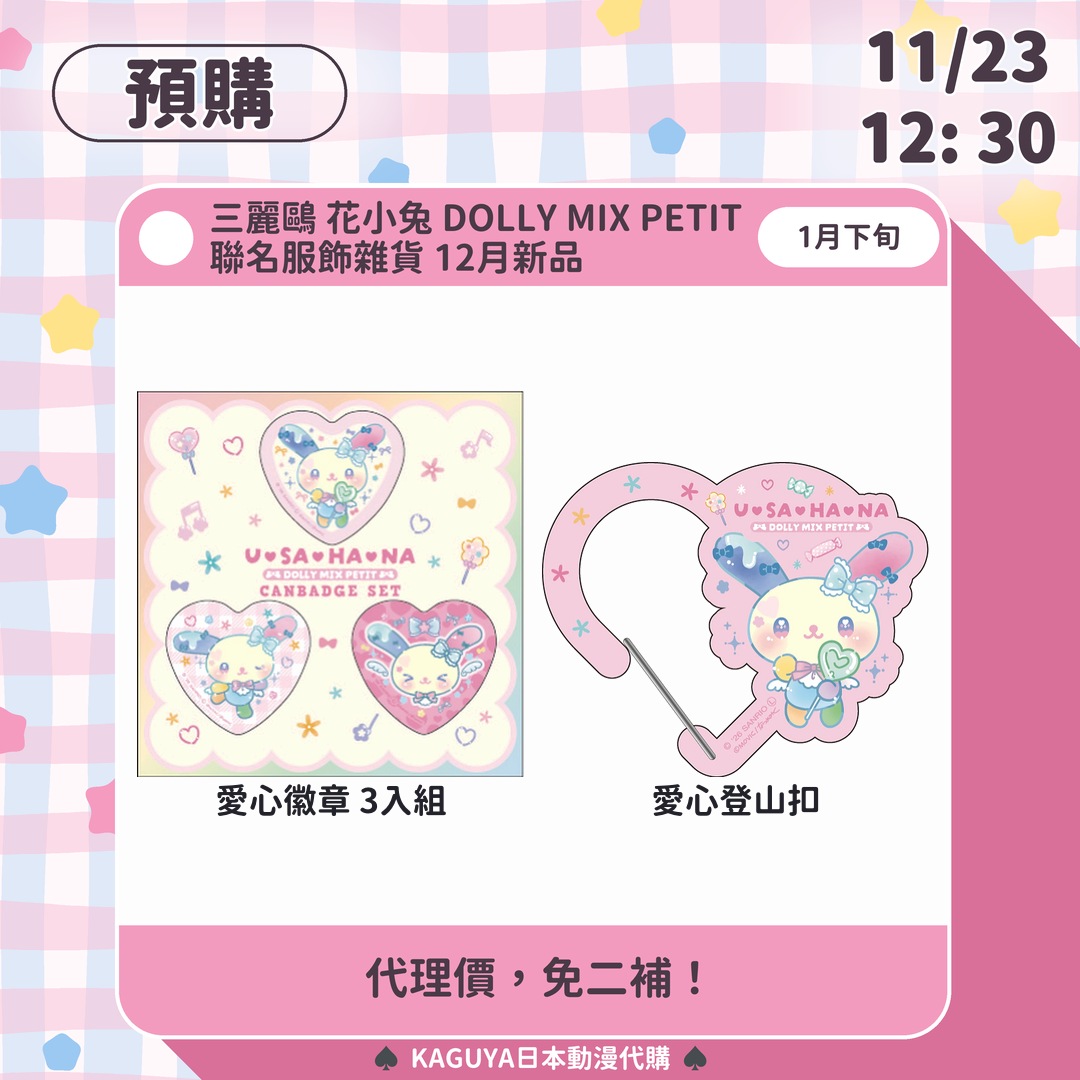 預購
11/23
12: 30
三麗鷗 花小兔 DOLLY MIX PETIT
聯名服飾雜貨 12月新品
1月下旬
U♥SA♥HA♥NA
DOLLY MIX PETIT
CANBADGE SET
U♥SA♥HA♥NA
DOLLY MIX PETIT
© '26 SANRIO Ⓛ
愛心徽章 3入組
愛心登山扣
代理價，免二補！
♠ KAGUYA日本動漫代購 ♠